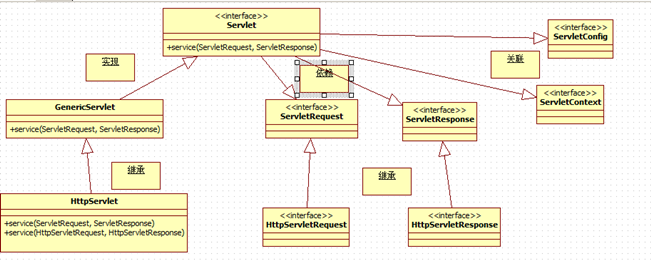 <<interface>>
Servlet
+service(ServletRequest, ServletResponse)
<<interface>>
ServletConfig
实现
依赖
关联
<<interface>>
ServletContext
GenericServlet
+service(ServletRequest, ServletResponse)
<<interface>>
ServletRequest
<<interface>>
ServletResponse
继承
继承
HttpServlet
+service(ServletRequest, ServletResponse)
+service(HttpServletRequest, HttpServletResponse)
<<interface>>
HttpServletRequest
<<interface>>
HttpServletResponse